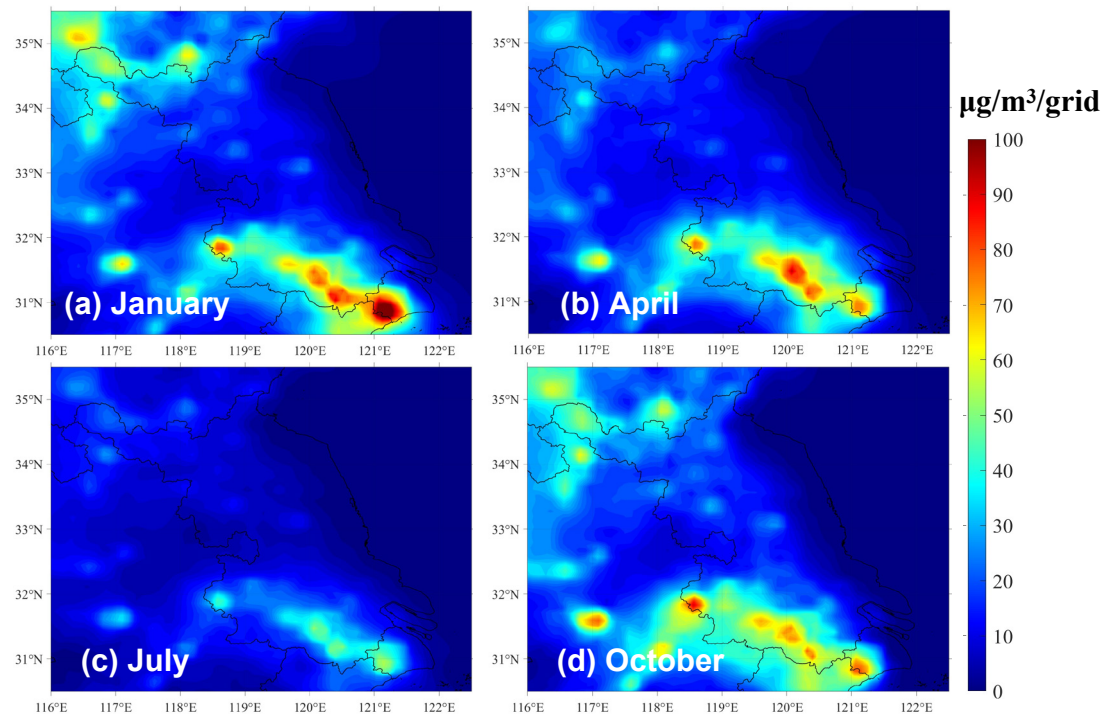 35°N
34°N
33°N
32°N
31°N
(a) January
116°E 117°E 118°E 119°E 120°E 121°E 122°E
35°N
34°N
33°N
32°N
31°N
(b) April
116°E 117°E 118°E 119°E 120°E 121°E 122°E
μg/m³/grid
100
90
80
70
60
50
40
30
20
10
0
35°N
34°N
33°N
32°N
31°N
(c) July
116°E 117°E 118°E 119°E 120°E 121°E 122°E
35°N
34°N
33°N
32°N
31°N
(d) October
116°E 117°E 118°E 119°E 120°E 121°E 122°E